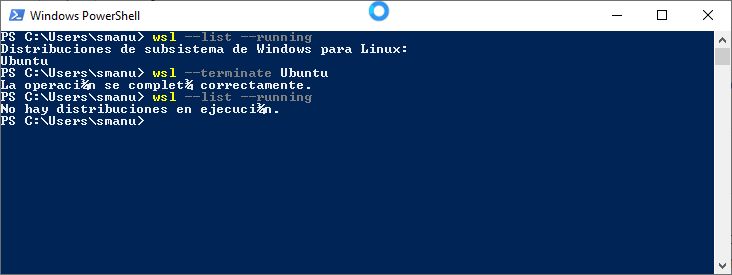 Windows PowerShell
PS C:\Users\smanu> wsl --list --running
Distribuciones de subsistema de Windows para Linux:
Ubuntu
PS C:\Users\smanu> wsl --terminate Ubuntu
La operaci¾n se complet¾ correctamente.
PS C:\Users\smanu> wsl --list --running
No hay distribuciones en ejecuci¾n.
PS C:\Users\smanu>